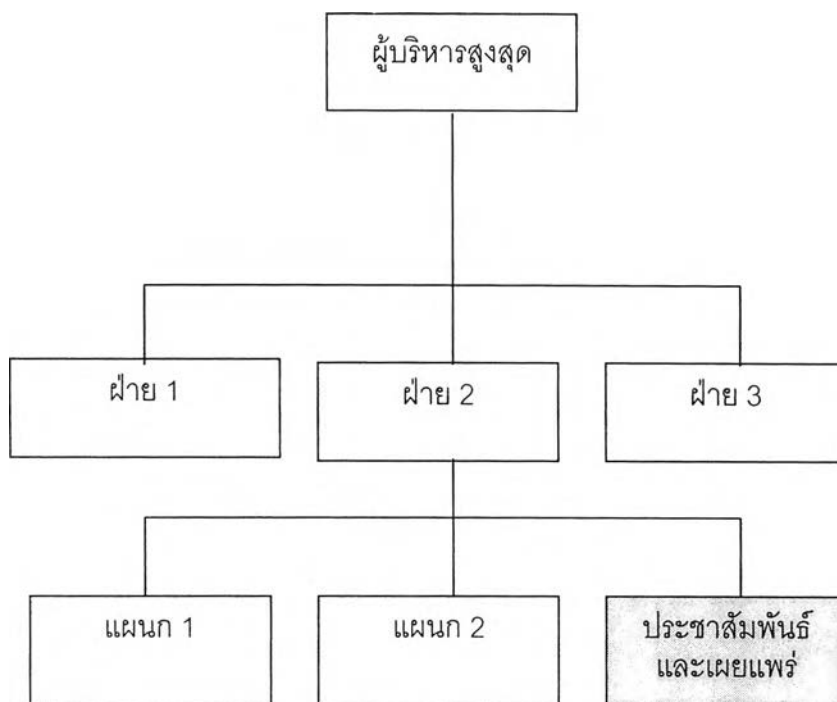 ผู้บริหารสูงสุด
ฝ่าย 1
ฝ่าย 2
ฝ่าย 3
แผนก 1
แผนก 2
ประชาสัมพันธ์
และเผยแพร่